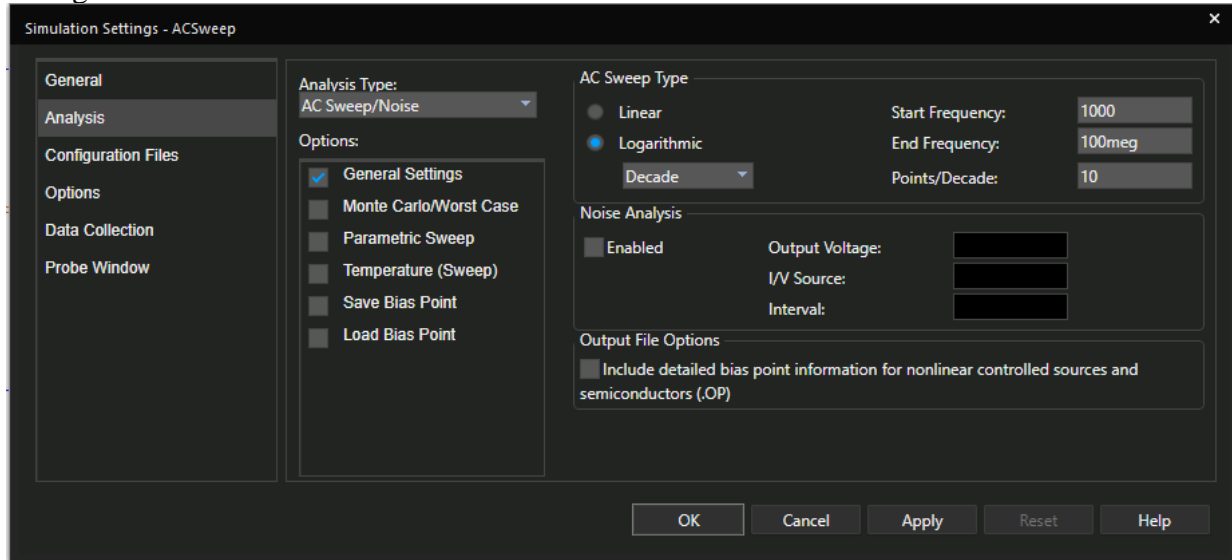 Simulation Settings - ACSweep
×
General
Analysis
Configuration Files
Options
Data Collection
Probe Window
Analysis Type:
AC Sweep/Noise
Options:
General Settings
Monte Carlo/Worst Case
Parametric Sweep
Temperature (Sweep)
Save Bias Point
Load Bias Point
AC Sweep Type
Linear
Logarithmic
Decade
Start Frequency: 1000
End Frequency: 100meg
Points/Decade: 10
Noise Analysis
Enabled
Output Voltage:
I/V Source:
Interval:
Output File Options
Include detailed bias point information for nonlinear controlled sources and
semiconductors (.OP)
OK Cancel Apply Reset Help